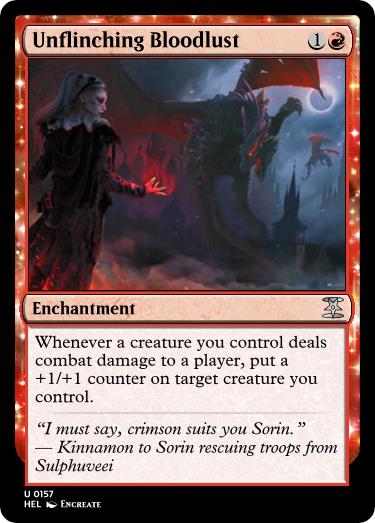 Unflinching Bloodlust 1
Enchantment
Whenever a creature you control deals
combat damage to a player, put a
+1/+1 counter on target creature you
control.
“I must say, crimson suits you Sorin.”
— Kinnamon to Sorin rescuing troops from
Sulphuveei
U 0157
HEL Encreate